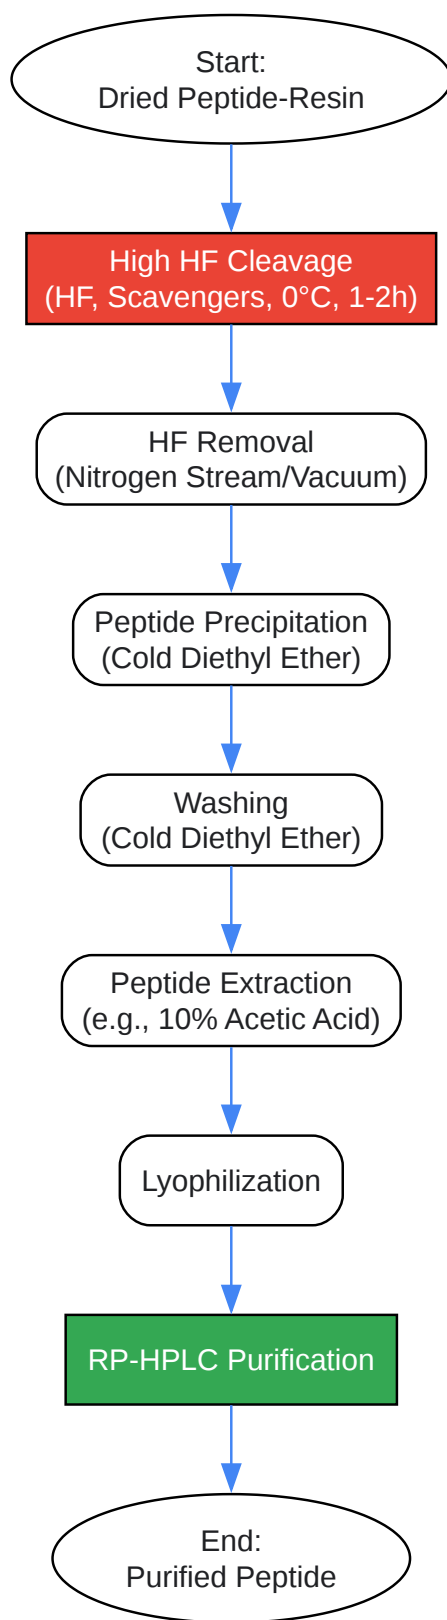 Start:
Dried Peptide-Resin
High HF Cleavage
(HF, Scavengers, 0°C, 1-2h)
HF Removal
(Nitrogen Stream/Vacuum)
Peptide Precipitation
(Cold Diethyl Ether)
Washing
(Cold Diethyl Ether)
Peptide Extraction
(e.g., 10% Acetic Acid)
Lyophilization
RP-HPLC Purification
End:
Purified Peptide